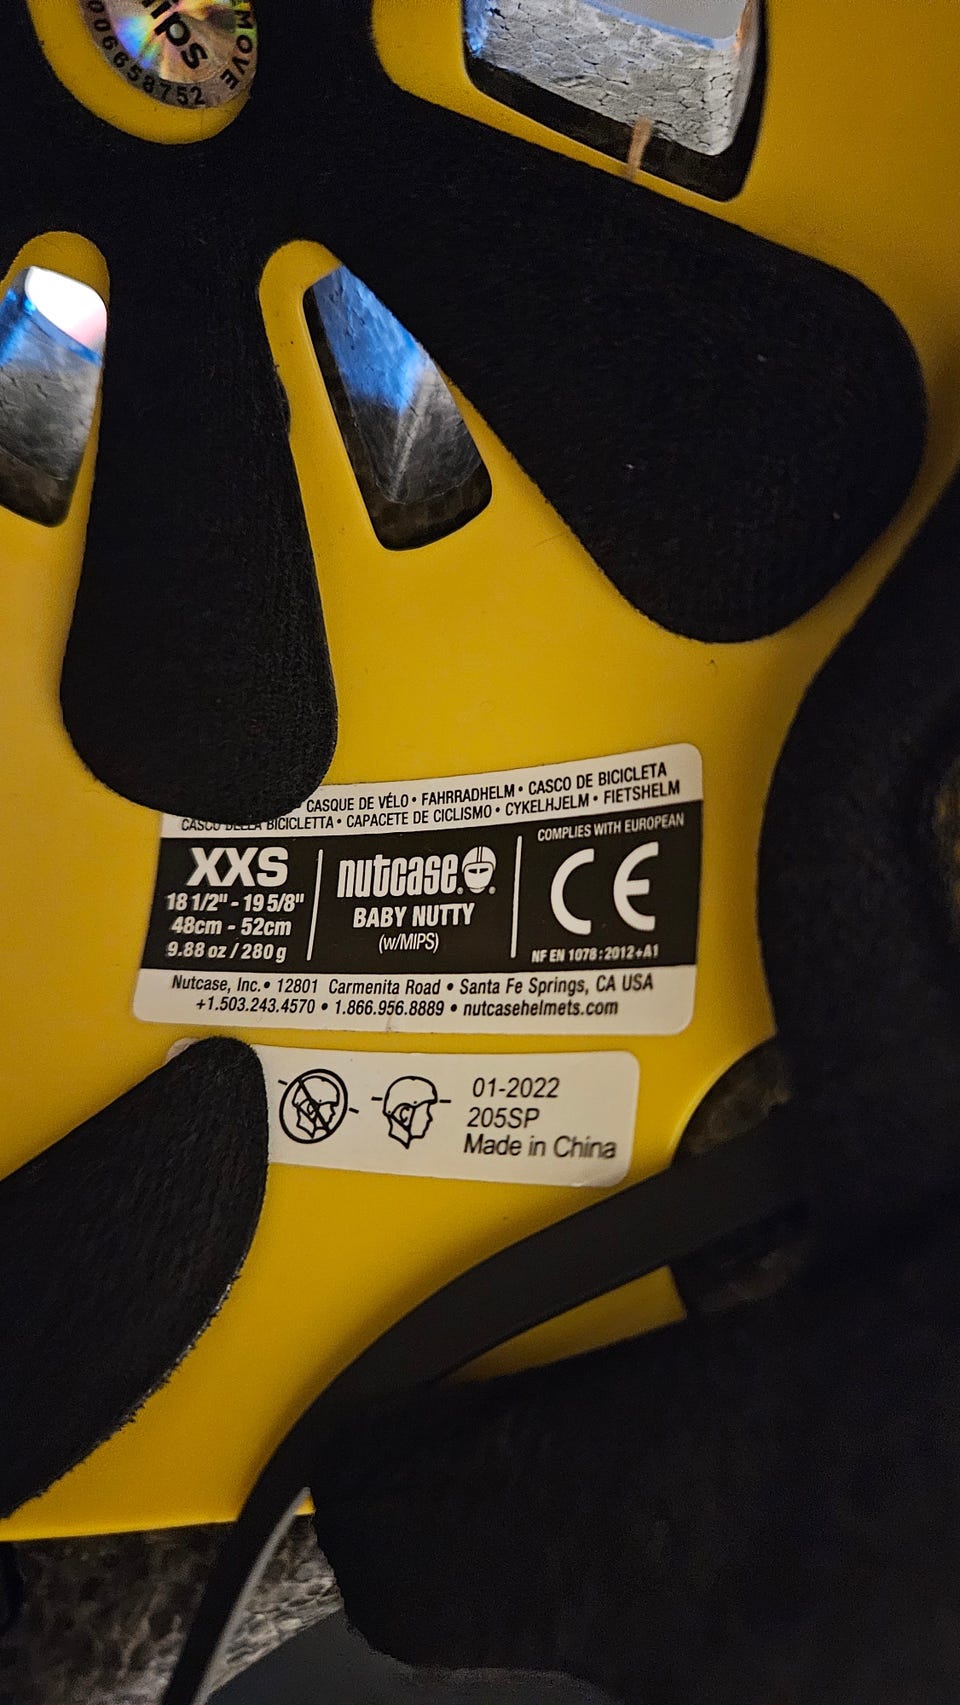 mips
MOVE
006658752
CASQUE DE VÉLO • FAHRRADHELM • CASCO DE BICICLETA
CASCO DELLA BICICLETTA • CAPACETE DE CICLISMO • CYKELHJELM • FIETSHELM
XXS
18 1/2" - 19 5/8"
48cm - 52cm
9.88 oz / 280 g
nutcase
BABY NUTTY
(w/MIPS)
COMPLIES WITH EUROPEAN
CE
NF EN 1078:2012+A1
Nutcase, Inc. • 12801 Carmenita Road • Santa Fe Springs, CA USA
+1.503.243.4570 • 1.866.956.8889 • nutcasehelmets.com
01-2022
205SP
Made in China